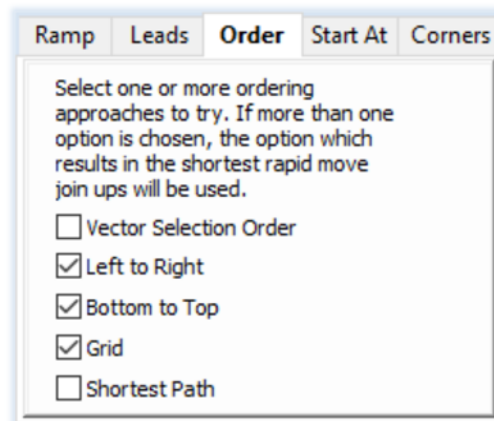 Ramp Leads Order Start At Corners
Select one or more ordering
approaches to try. If more than one
option is chosen, the option which
results in the shortest rapid move
join ups will be used.
Vector Selection Order
Left to Right
Bottom to Top
Grid
Shortest Path